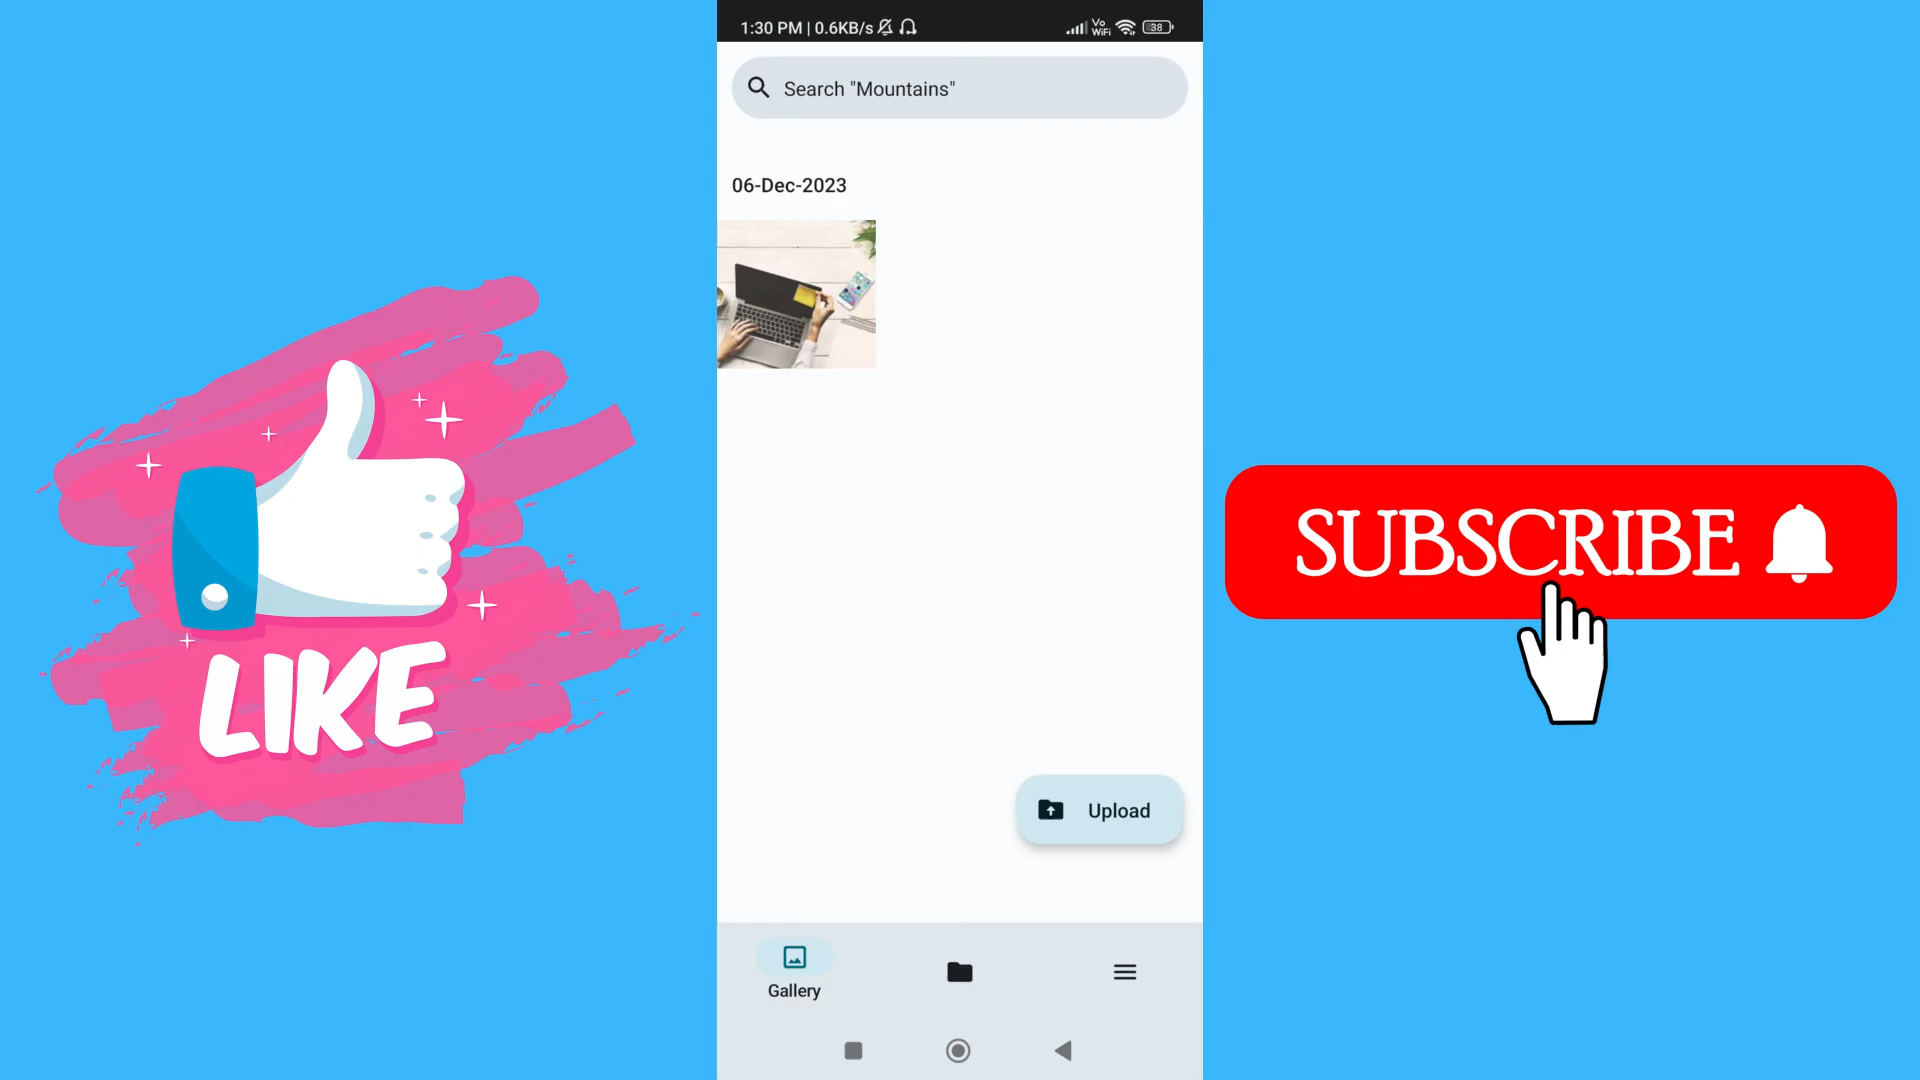 1:30 PM | 0.6KB/s
Vo
WiFi
38
Search "Mountains"
06-Dec-2023
LIKE
SUBSCRIBE
Upload
Gallery